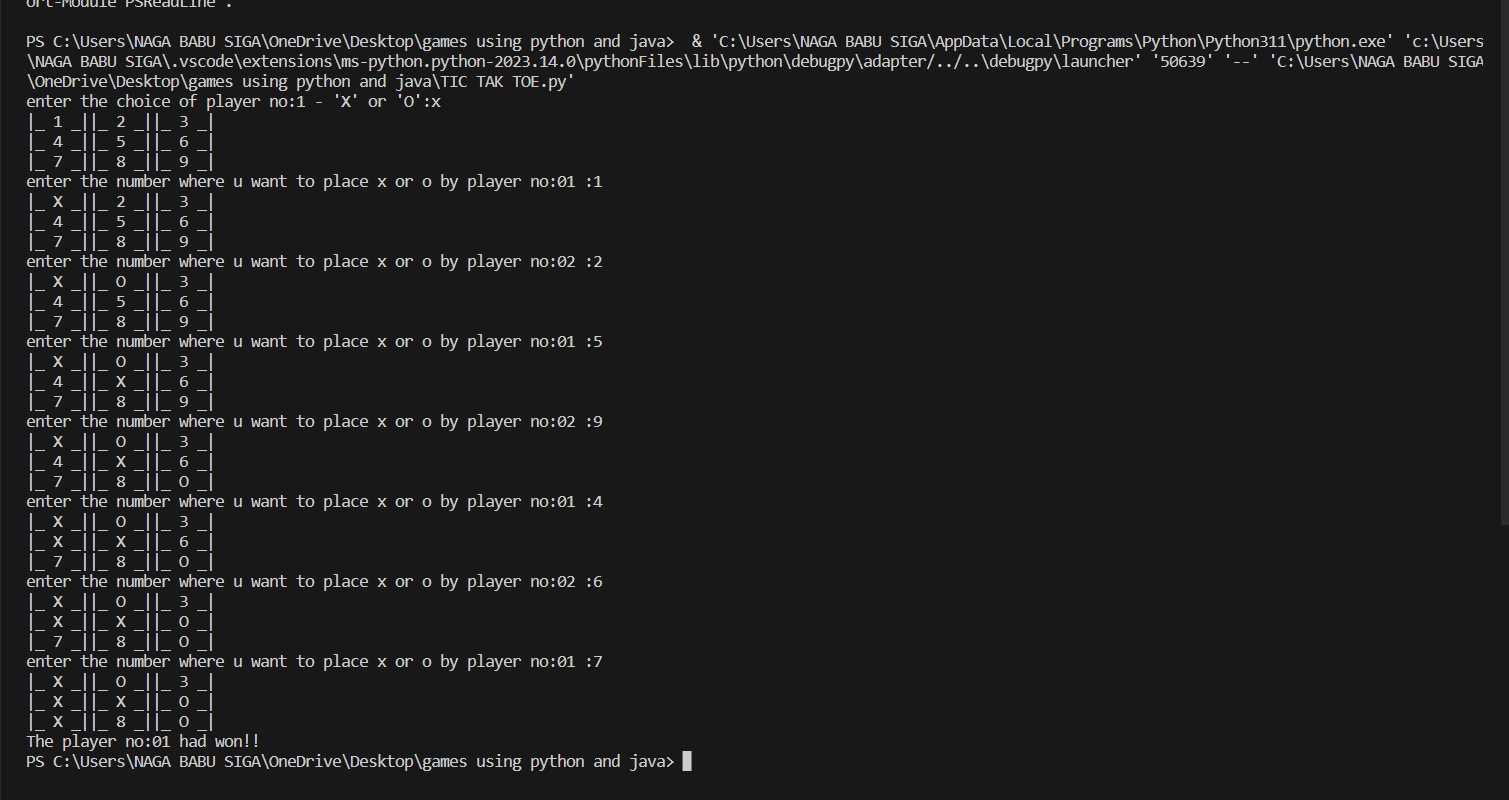 ort-Module PSReadLine'.
PS C:\Users\NAGA BABU SIGA\OneDrive\Desktop\games using python and java>  & 'C:\Users\NAGA BABU SIGA\AppData\Local\Programs\Python\Python311\python.exe' 'c:\Users
\NAGA BABU SIGA\.vscode\extensions\ms-python.python-2023.14.0\pythonFiles\lib\python\debugpy\adapter/../..\debugpy\launcher' '50639' '--' 'C:\Users\NAGA BABU SIGA
\OneDrive\Desktop\games using python and java\TIC TAK TOE.py'
enter the choice of player no:1 - 'X' or 'O':x
|_ 1 _||_ 2 _||_ 3 _|
|_ 4 _||_ 5 _||_ 6 _|
|_ 7 _||_ 8 _||_ 9 _|
enter the number where u want to place x or o by player no:01 :1
|_ X _||_ 2 _||_ 3 _|
|_ 4 _||_ 5 _||_ 6 _|
|_ 7 _||_ 8 _||_ 9 _|
enter the number where u want to place x or o by player no:02 :2
|_ X _||_ O _||_ 3 _|
|_ 4 _||_ 5 _||_ 6 _|
|_ 7 _||_ 8 _||_ 9 _|
enter the number where u want to place x or o by player no:01 :5
|_ X _||_ O _||_ 3 _|
|_ 4 _||_ X _||_ 6 _|
|_ 7 _||_ 8 _||_ 9 _|
enter the number where u want to place x or o by player no:02 :9
|_ X _||_ O _||_ 3 _|
|_ 4 _||_ X _||_ 6 _|
|_ 7 _||_ 8 _||_ O _|
enter the number where u want to place x or o by player no:01 :4
|_ X _||_ O _||_ 3 _|
|_ X _||_ X _||_ 6 _|
|_ 7 _||_ 8 _||_ O _|
enter the number where u want to place x or o by player no:02 :6
|_ X _||_ O _||_ 3 _|
|_ X _||_ X _||_ O _|
|_ 7 _||_ 8 _||_ O _|
enter the number where u want to place x or o by player no:01 :7
|_ X _||_ O _||_ 3 _|
|_ X _||_ X _||_ O _|
|_ X _||_ 8 _||_ O _|
The player no:01 had won!!
PS C:\Users\NAGA BABU SIGA\OneDrive\Desktop\games using python and java>